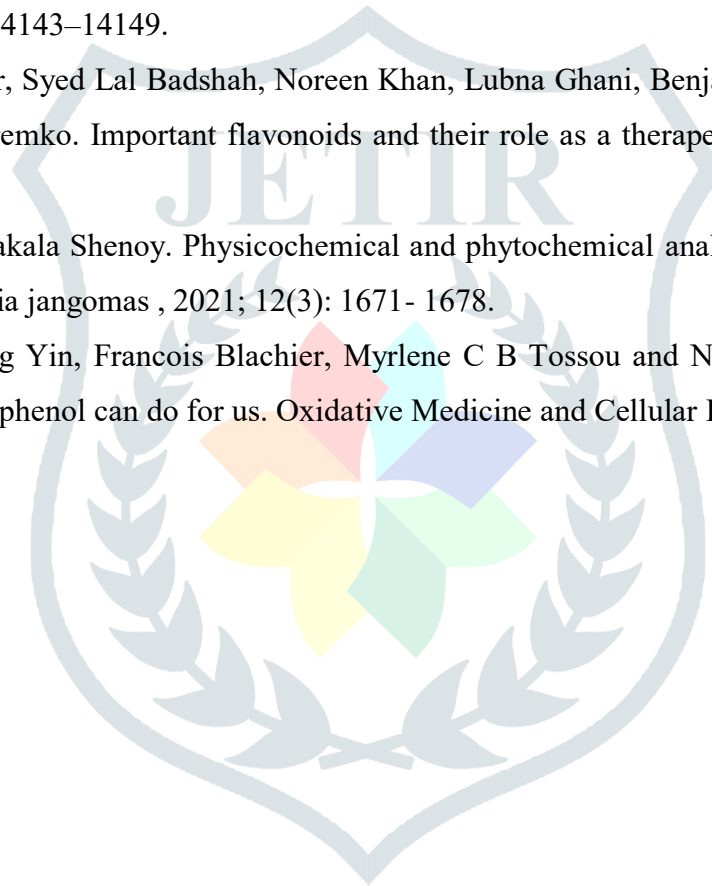 4143–14149.
r, Syed Lal Badshah, Noreen Khan, Lubna Ghani, Benja
emko. Important flavonoids and their role as a therape
JETIR
akala Shenoy. Physicochemical and phytochemical anal
ia jangomas , 2021; 12(3): 1671- 1678.
g Yin, Francois Blachier, Myrlene C B Tossou and N
phenol can do for us. Oxidative Medicine and Cellular